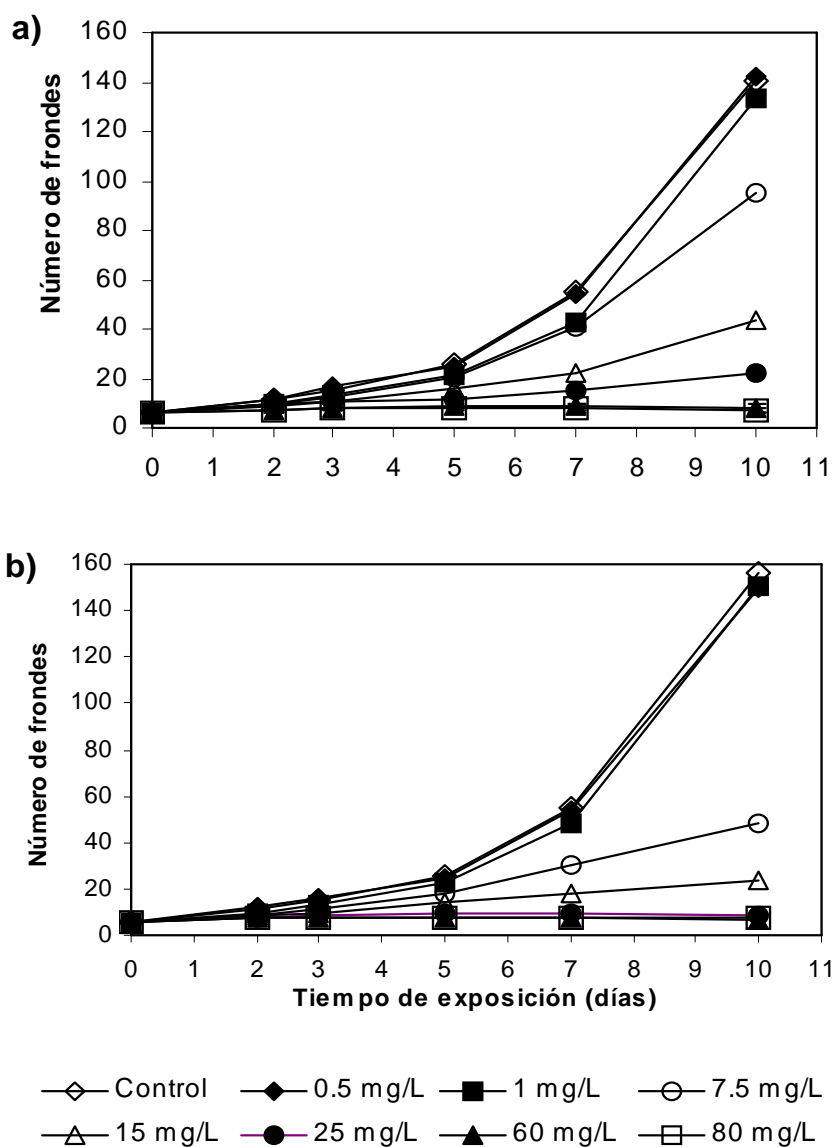 a)
Número de frondes
160
140
120
100
80
60
40
20
0
0 1 2 3 4 5 6 7 8 9 10 11
b)
Número de frondes
160
140
120
100
80
60
40
20
0
0 1 2 3 4 5 6 7 8 9 10 11
Tiempo de exposición (días)
Control 0.5 mg/L 1 mg/L 7.5 mg/L
15 mg/L 25 mg/L 60 mg/L 80 mg/L